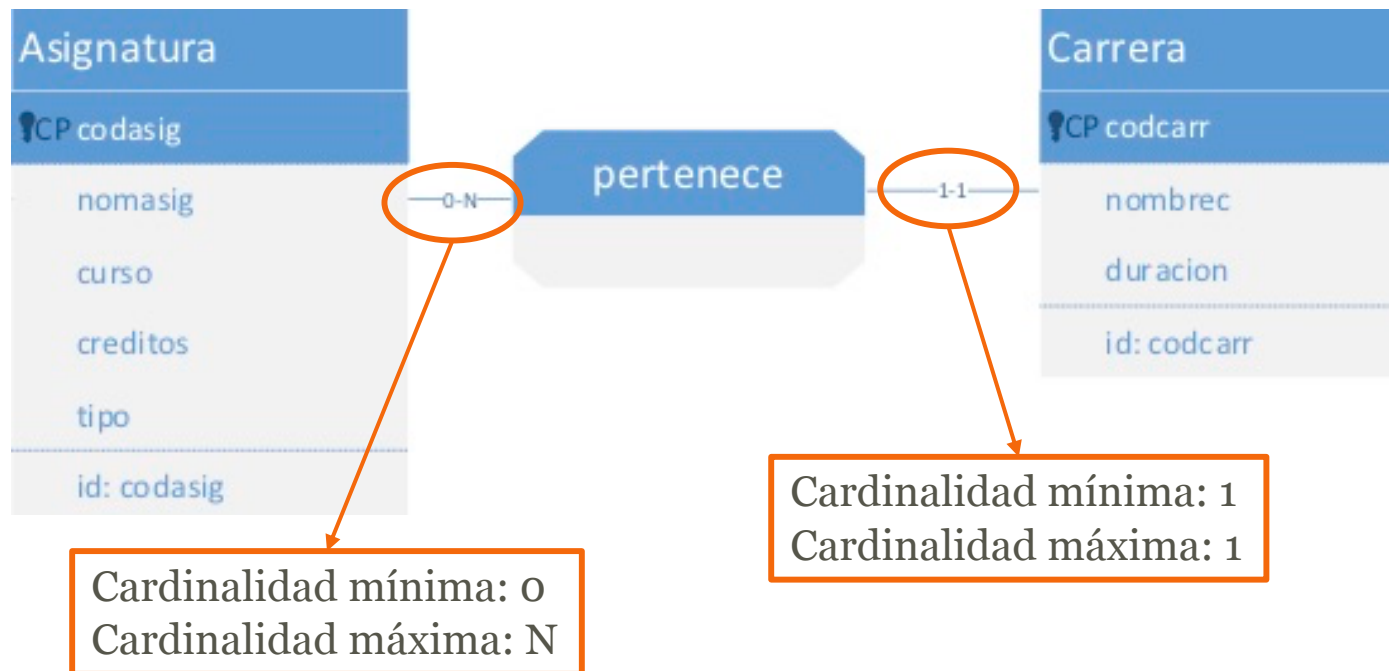 Asignatura
CP codasig
nomasig
curso
creditos
tipo
id: codasig
0-N
pertenece
1-1
Carrera
CP codcarr
nombrec
duracion
id: codcarr
Cardinalidad mínima: 0
Cardinalidad máxima: N
Cardinalidad mínima: 1
Cardinalidad máxima: 1